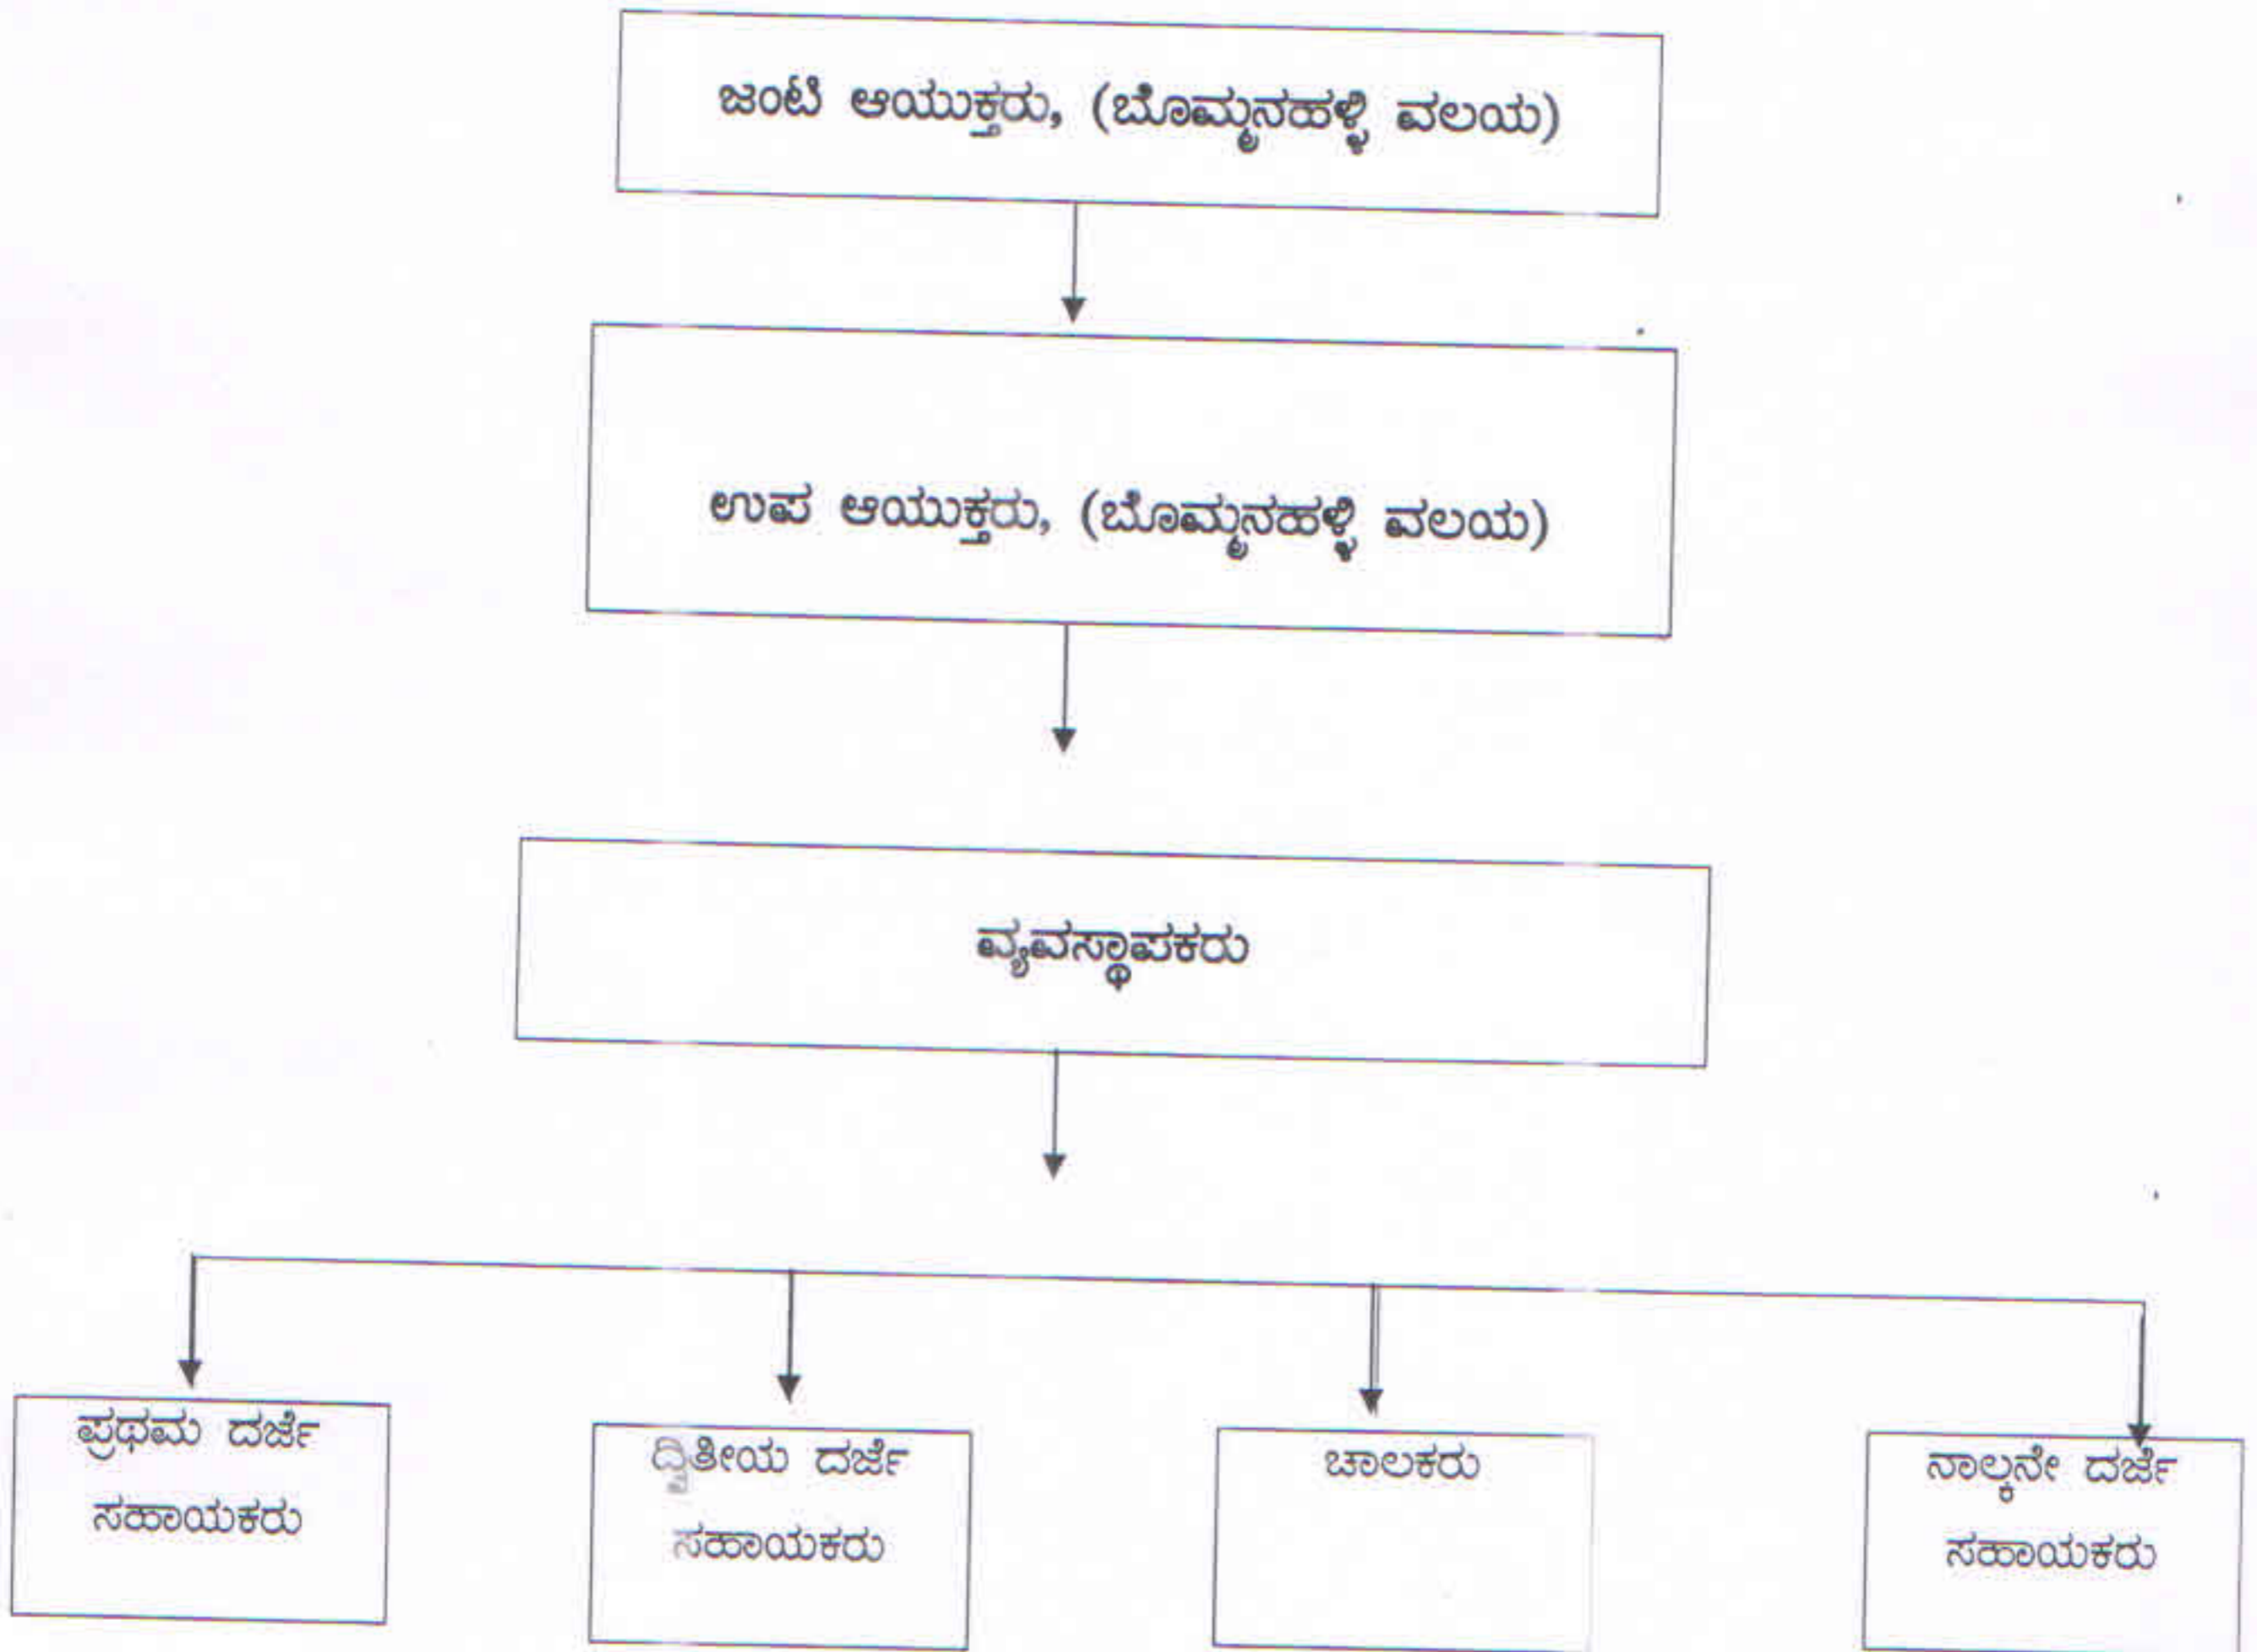 ಜಂಟಿ ಆಯುಕ್ತರು, (ಬೊಮ್ಮನಹಳ್ಳಿ ವಲಯ)
ಉಪ ಆಯುಕ್ತರು, (ಬೊಮ್ಮನಹಳ್ಳಿ ವಲಯ)
ವ್ಯವಸ್ಥಾಪಕರು
ಪ್ರಥಮ ದರ್ಜೆ
ಸಹಾಯಕರು
ದ್ವಿತೀಯ ದರ್ಜೆ
ಸಹಾಯಕರು
ಚಾಲಕರು
ನಾಲ್ಕನೇ ದರ್ಜೆ
ಸಹಾಯಕರು